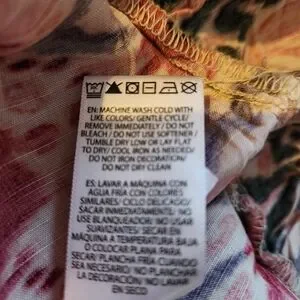 EN: MACHINE WASH COLD WITH
LIKE COLORS/ GENTLE CYCLE/
REMOVE IMMEDIATELY / DO NOT
BLEACH / DO NOT USE SOFTENER /
TUMBLE DRY LOW OR LAY FLAT
TO DRY/ COOL IRON AS NEEDED/
DO NOT IRON DECORATION/
DO NOT DRY CLEAN
ES: LAVAR A MÁQUINA CON
AGUA FRÍA CON COLORES
SIMILARES/ CICLO DELICADO/
SACAR INMEDIATAMENTE/ NO
USE BLANQUEADOR/ NO USAR
SUAVIZANTES/ SECAR EN
MÁQUINA A TEMPERATURA BAJA
O COLOCAR PLANA PARA
SECAR/ PLANCHA FRÍA CUANDO
SEA NECESARIO/ NO PLANCHAR
LA DECORACIÓN/ NO LAVAR
EN SECO